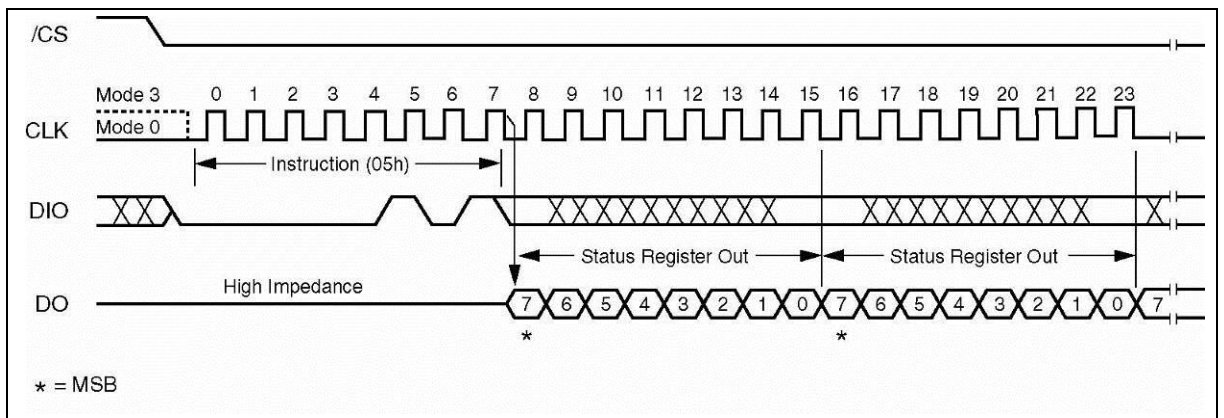 /CS
Mode 3 0 1 2 3 4 5 6 7 8 9 10 11 12 13 14 15 16 17 18 19 20 21 22 23
CLK Mode 0
Instruction (05h)
DIO
Status Register Out Status Register Out
High Impedance
DO 7 6 5 4 3 2 1 0 7 6 5 4 3 2 1 0 7
* *
* = MSB